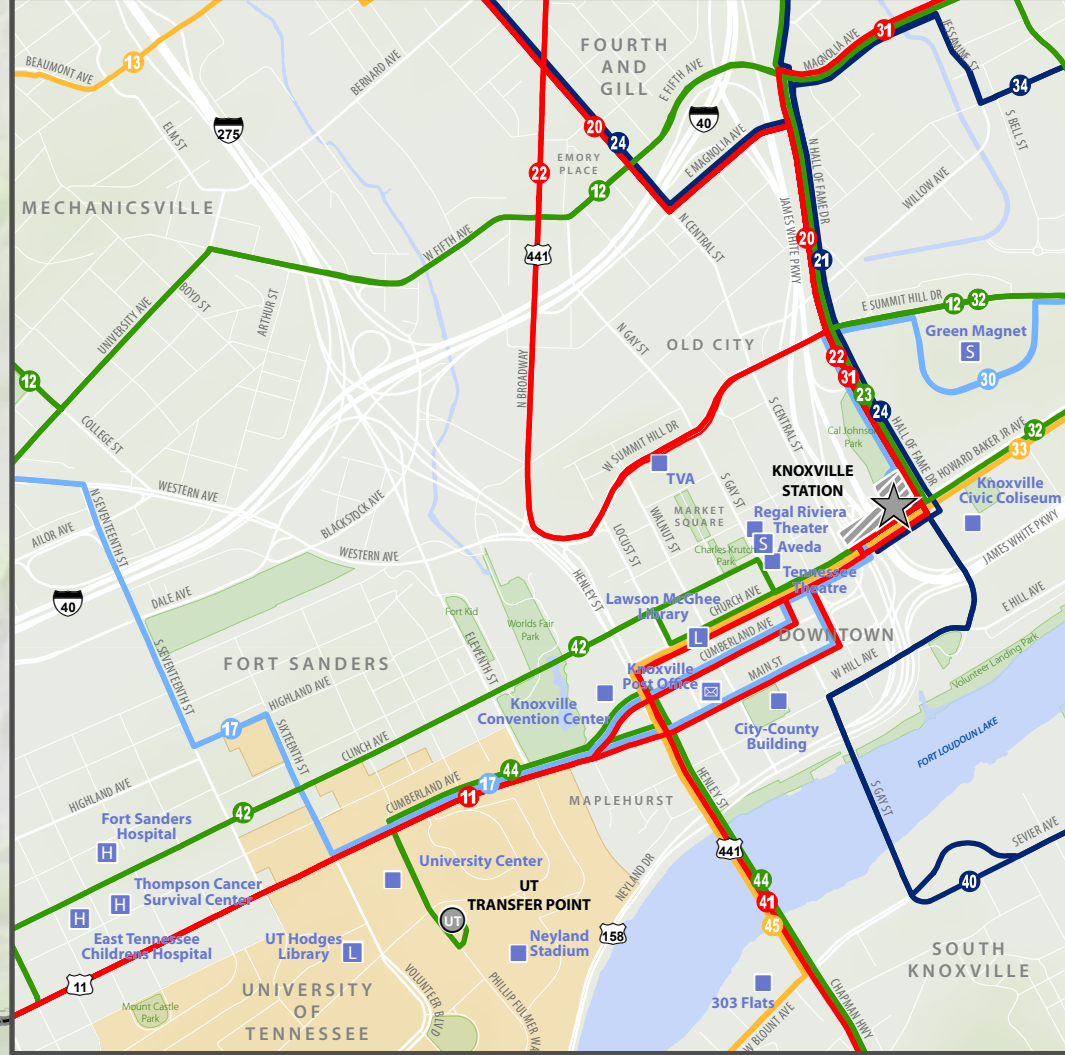 FOURTH
AND
GILL
31
MAGNOLIA AVE
JESSAMINE ST
34
S BELL ST
BEAUMONT AVE
13
BERNARD AVE
E FIFTH AVE
40
275
ELM ST
20
24
E MAGNOLIA AVE
N HALL OF FAME DR
EMORY
PLACE
22
12
WILLOW AVE
MECHANICSVILLE
JAMES WHITE PKWY
N CENTRAL ST
20
21
W FIFTH AVE
441
BOYD ST
ARTHUR ST
UNIVERSITY AVE
E SUMMIT HILL DR
12
32
N GAY ST
OLD CITY
Green Magnet
S
22
31
30
12
N BROADWAY
23
24
COLLEGE ST
S CENTRAL ST
Cal Johnson
Park
HALL OF FAME DR
HOWARD BAKER JR AVE
32
33
W SUMMIT HILL DR
TVA
KNOXVILLE
STATION
S GAY ST
Knoxville
Civic Coliseum
WESTERN AVE
N SEVENTEENTH ST
BLACKSTOCK AVE
MARKET
SQUARE
WALNUT ST
LOCUST ST
Regal Riviera
Theater
S
Aveda
Charles Krutch
Park
Tennessee
Theatre
JAMES WHITE PKWY
AILOR AVE
WESTERN AVE
40
DALE AVE
HENLEY ST
Lawson McGhee
Library
L
CHURCH AVE
CUMBERLAND AVE
DOWNTOWN
E HILL AVE
Fort Kid
Worlds Fair
Park
ELEVENTH ST
42
S SEVENTEENTH ST
FORT SANDERS
MAIN ST
W HILL AVE
Volunteer Landing Park
Knoxville
Post Office
HIGHLAND AVE
Knoxville
Convention Center
City-County
Building
17
SIXTEENTH ST
CLINCH AVE
FORT LOUDOUN LAKE
44
17
11
CUMBERLAND AVE
HIGHLAND AVE
MAPLEHURST
HENLEY ST
S GAY ST
42
Fort Sanders
Hospital
H
441
SEVIER AVE
University Center
40
Thompson Cancer
Survival Center
H
H
UT
TRANSFER POINT
UT
NEYLAND DR
44
41
45
East Tennessee
Childrens Hospital
UT Hodges
Library
L
Neyland
Stadium
158
SOUTH
KNOXVILLE
11
303 Flats
UNIVERSITY
OF
TENNESSEE
Mount Castle
Park
VOLUNTEER BLVD
PHILLIP FULMER WA
W BLOUNT AVE
CHAPMAN HWY